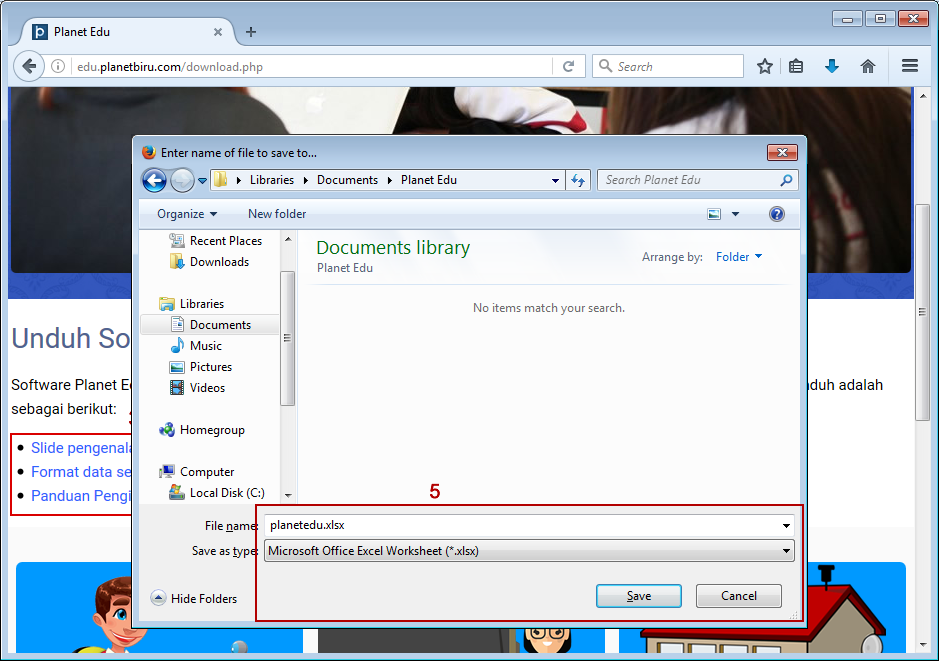 Planet Edu
edu.planetbiru.com/download.php
Search
Enter name of file to save to...
Libraries Documents Planet Edu
Search Planet Edu
Organize New folder
Recent Places
Downloads
Libraries
Documents
Music
Pictures
Videos
Homegroup
Computer
Local Disk (C:)
Documents library
Planet Edu
Arrange by: Folder
No items match your search.
Unduh So
Software Planet E
duh adalah
sebagai berikut:
Slide pengenal
Format data se
Panduan Pengi
5
File name: planetedu.xlsx
Save as type: Microsoft Office Excel Worksheet (*.xlsx)
Hide Folders
Save
Cancel